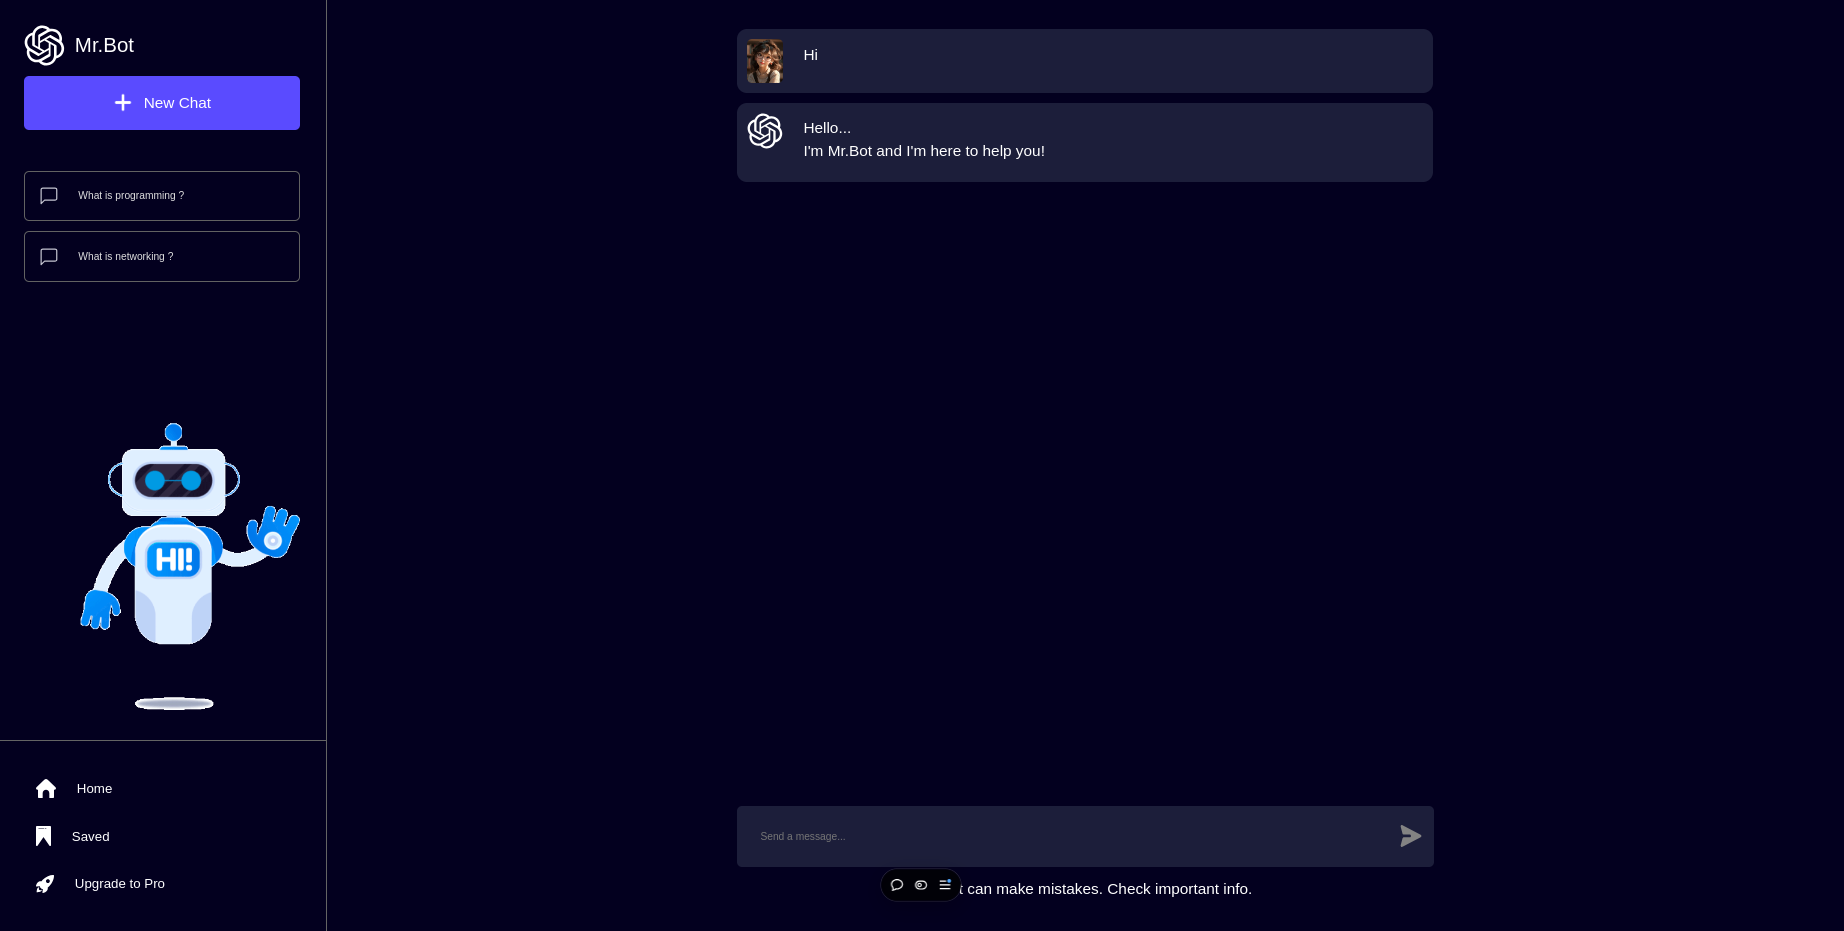 Mr.Bot
New Chat
What is programming ?
What is networking ?
HI!
Home
Saved
Upgrade to Pro
Hi
Hello...
I'm Mr.Bot and I'm here to help you!
Send a message...
can make mistakes. Check important info.